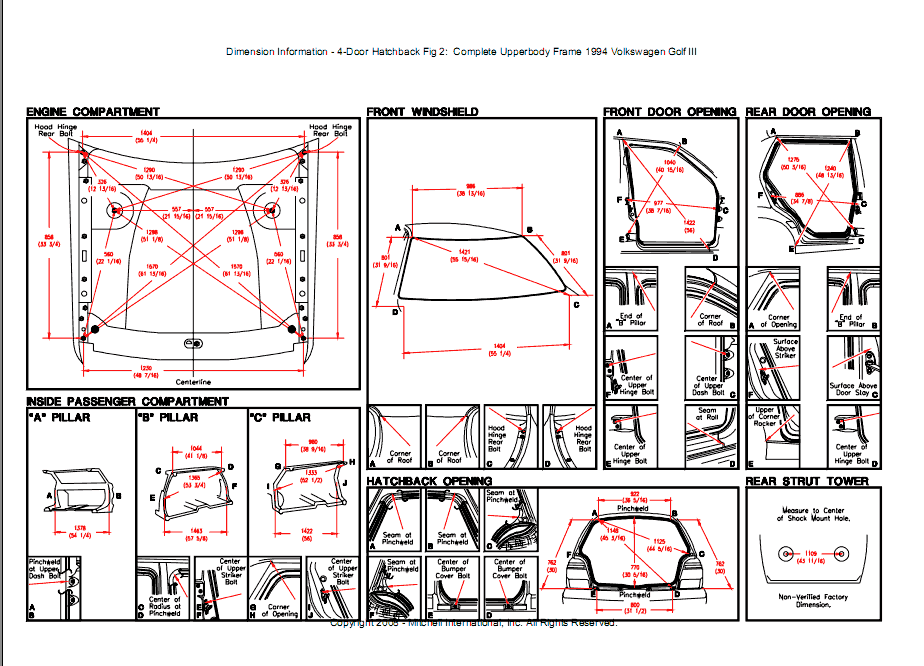 Dimension Information - 4-Door Hatchback Fig 2: Complete Upperbody Frame 1994 Volkswagen Golf III
ENGINE COMPARTMENT
Hood Hinge
Rear Bolt
Hood Hinge
Rear Bolt
1404
(55 1/4)
1290
(50 13/16)
1290
(50 13/16)
326
(12 13/16)
326
(12 13/16)
557
(21 15/16)
557
(21 15/16)
858
(33 3/4)
858
(33 3/4)
1298
(51 1/8)
1298
(51 1/8)
560
(22 1/16)
560
(22 1/16)
1570
(61 13/16)
1570
(61 13/16)
1230
(48 7/16)
Centerline
FRONT WINDSHIELD
986
(38 13/16)
A
B
801
(31 9/16)
1421
(55 15/16)
801
(31 9/16)
D
C
1404
(55 1/4)
Corner
of Roof
A
Corner
of Roof
B
Hood
Hinge
Rear
Bolt
C
Hood
Hinge
Rear
Bolt
D
FRONT DOOR OPENING
A
B
1040
(40 15/16)
F
977
(38 7/16)
C
1422
(56)
E
D
End of
"B" Pillar
A
Corner
of Roof
B
Center of
Upper
Hinge Bolt
F
Center
of Upper
Dash Bolt
C
Center of
Upper
Hinge Bolt
E
Seam
at Roll
D
REAR DOOR OPENING
A
B
1278
(50 3/16)
1240
(48 13/16)
F
886
(34 7/8)
C
E
D
Corner
of Opening
A
End of
"B" Pillar
B
Surface
Above
Striker
F
Surface Above
Door Stay
C
Upper
of Corner
Rocker
E
Center of
Upper
Hinge Bolt
D
INSIDE PASSENGER COMPARTMENT
"A" PILLAR
A
B
1378
(54 1/4)
Pinchweld
at Upper
Dash Bolt
A
B
"B" PILLAR
1044
(41 1/8)
C
D
1365
(53 3/4)
E
F
1463
(57 5/8)
Center of
Radius at
Pinchweld
C
D
Center
of Upper
Striker
Bolt
E
F
"C" PILLAR
980
(38 9/16)
G
H
1333
(52 1/2)
I
J
1422
(56)
Corner
of Opening
G
H
Center
of Upper
Striker
Bolt
I
J
HATCHBACK OPENING
Seam at
Pinchweld
A
Seam at
Pinchweld
B
Seam at
Pinchweld
C
Seam at
Pinchweld
F
Center of
Bumper
Cover Bolt
E
Center of
Bumper
Cover Bolt
D
922
(36 5/16)
Pinchweld
A
B
1148
(45 3/16)
1125
(44 5/16)
F
C
762
(30)
770
(30 5/16)
762
(30)
E
Pinchweld
D
800
(31 1/2)
REAR STRUT TOWER
Measure to Center
of Shock Mount Hole.
1109
(43 11/16)
Non-Verified Factory
Dimension.
Copyright 2005 - Mitchell International, Inc. All Rights Reserved.